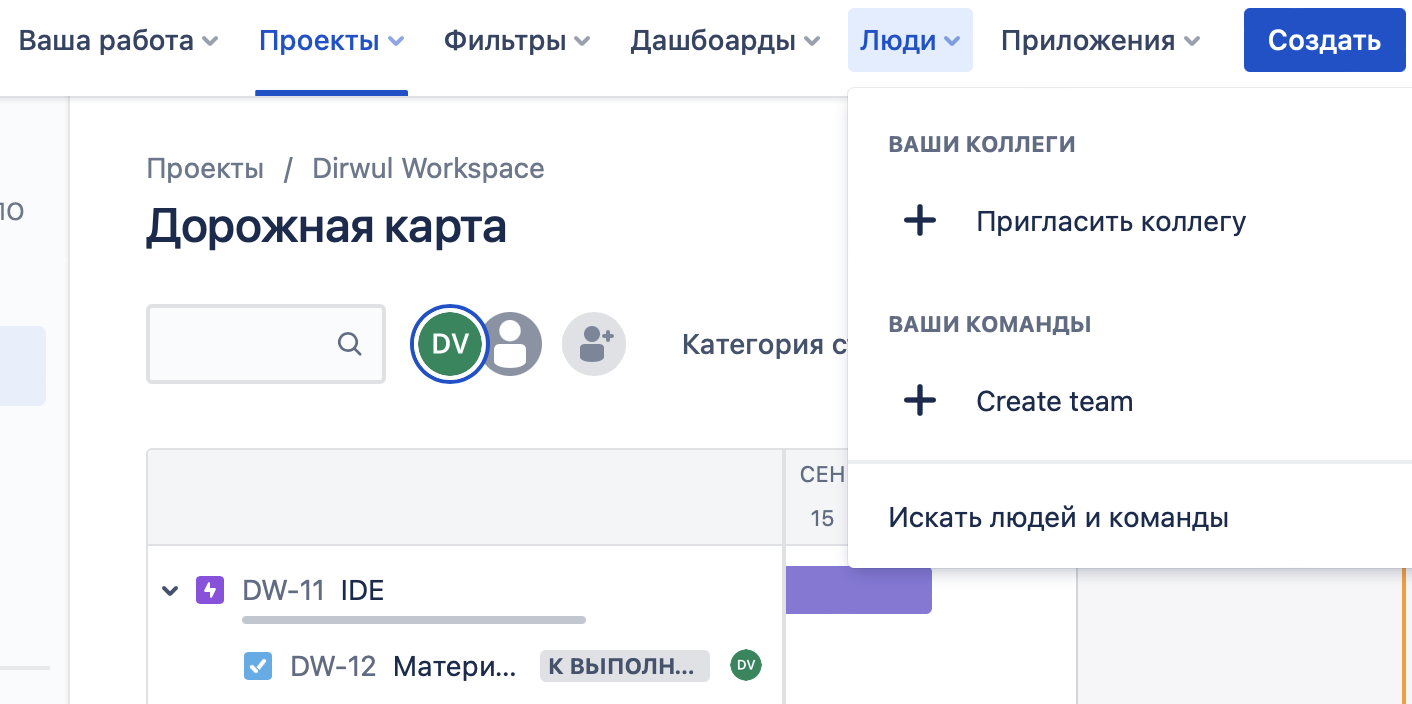 Ваша работа Проекты Фильтры Дашбоарды Люди Приложения Создать
ВАШИ КОЛЛЕГИ
Проекты / Dirwul Workspace
Дорожная карта
Пригласить коллегу
ВАШИ КОМАНДЫ
DV Категория
Create team
СЕН
15
Искать людей и команды
DW-11 IDE
DW-12 Матери... К ВЫПОЛН... DV